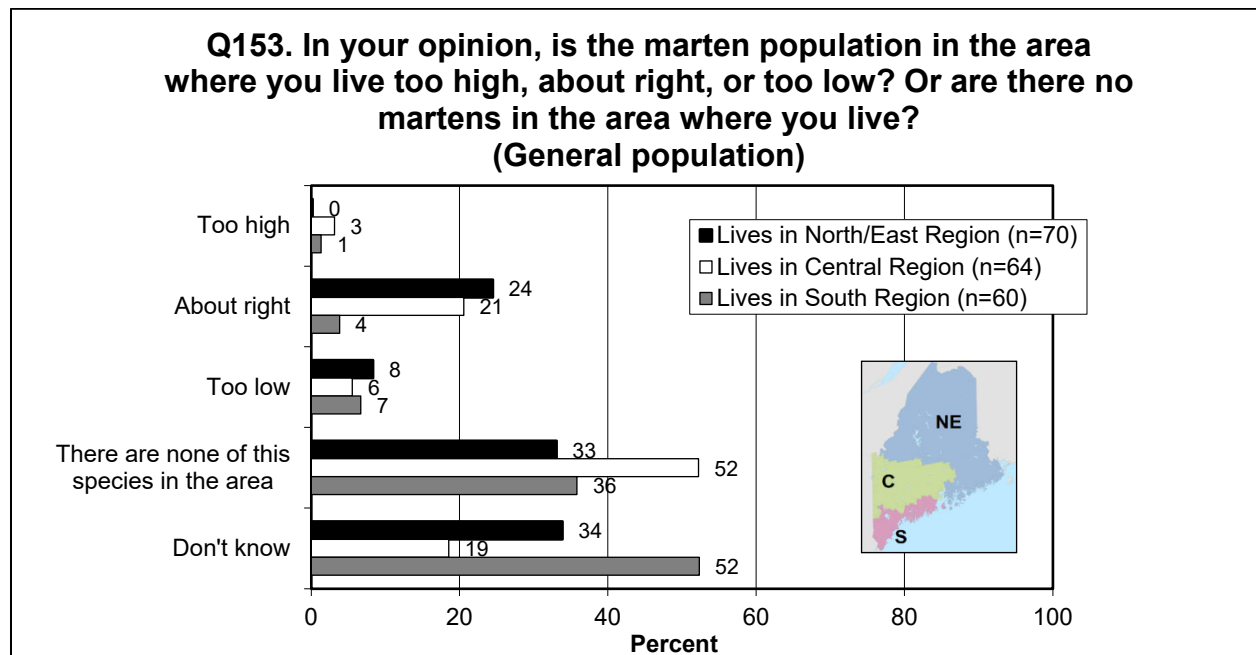 Q153. In your opinion, is the marten population in the area
where you live too high, about right, or too low? Or are there no
martens in the area where you live?
(General population)
Too high
0
3
1
Lives in North/East Region (n=70)
Lives in Central Region (n=64)
Lives in South Region (n=60)
About right
24
21
4
Too low
8
6
7
There are none of this
species in the area
33
52
36
Don't know
34
19
52
NE
C
S
0 20 40 60 80 100
Percent